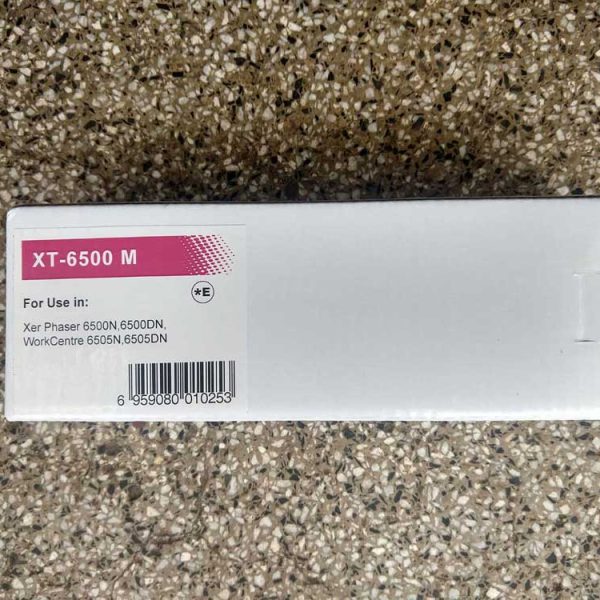 XT-6500 M
For Use in:
*E
Xer Phaser 6500N,6500DN,
WorkCentre 6505N,6505DN
6 959080 010253